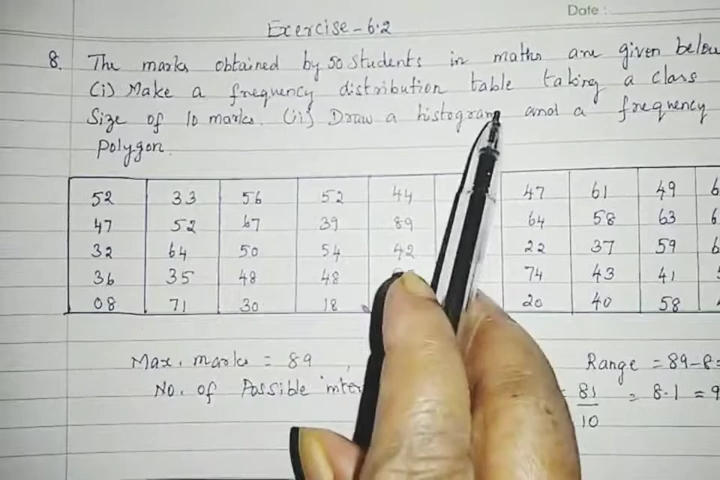 Date:
Exercise-6.2
8. The marks obtained by 50 students in maths are given below
(i) Make a frequency distribution table taking a class
Size of 10 marks. (ii) Draw a histogram and a frequency
polygon.
52 33 56 52 44 47 61 49
47 52 67 39 89 64 58 63
32 64 50 54 42 22 37 59
36 35 48 48 74 43 41
08 71 30 18 20 40 58
Max. marks = 89 , Range = 89-8=
No. of Possible = 81/10 = 8.1 = 9